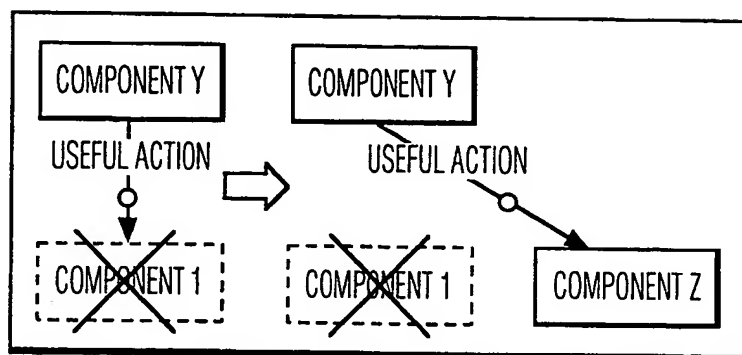 COMPONENT Y
USEFUL ACTION
COMPONENT 1
COMPONENT Y
USEFUL ACTION
COMPONENT 1
COMPONENT Z